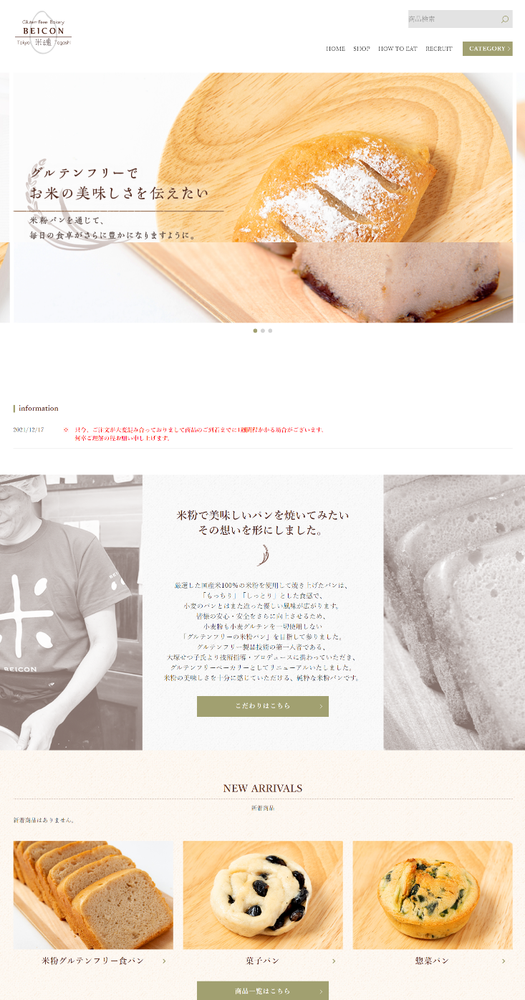 Gluten-Free Bakery
BEICON
Tokyo 米魂 Togoshi
商品検索
HOME SHOP HOW TO EAT RECRUIT CATEGORY
グルテンフリーで
お米の美味しさを伝えたい
米粉パンを通じて、
毎日の食卓がさらに豊かになりますように。
information
2021/12/17 ※ 只今、ご注文が大変混み合っておりまして商品のご到着までに1週間程かかる場合がございます。
何卒ご理解の程お願い申し上げます。
米粉で美味しいパンを焼いてみたい
その想いを形にしました。
厳選した国産米100%の米粉を使用して焼き上げたパンは、
「もっちり」「しっとり」とした食感で、
小麦のパンとはまた違った優しい風味が広がります。
皆様の安心・安全をさらに向上させるため、
小麦粉も小麦グルテンを一切使用しない
「グルテンフリーの米粉パン」を目指して参りました。
グルテンフリー製品技術の第一人者である、
大塚せつ子氏より技術指導・プロデュースに携わっていただき、
グルテンフリーベーカリーとしてリニューアルいたしました。
米粉の美味しさを十分に感じていただける、純粋な米粉パンです。
BEICON
こだわりはこちら
NEW ARRIVALS
新着商品
新着商品はありません。
米粉グルテンフリー食パン
菓子パン
惣菜パン
商品一覧はこちら